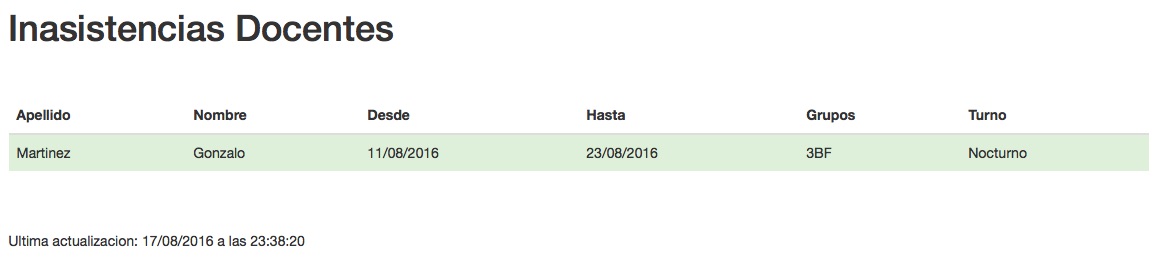 Inasistencias Docentes
Apellido Nombre Desde Hasta Grupos Turno
Martinez Gonzalo 11/08/2016 23/08/2016 3BF Nocturno
Ultima actualizacion: 17/08/2016 a las 23:38:20